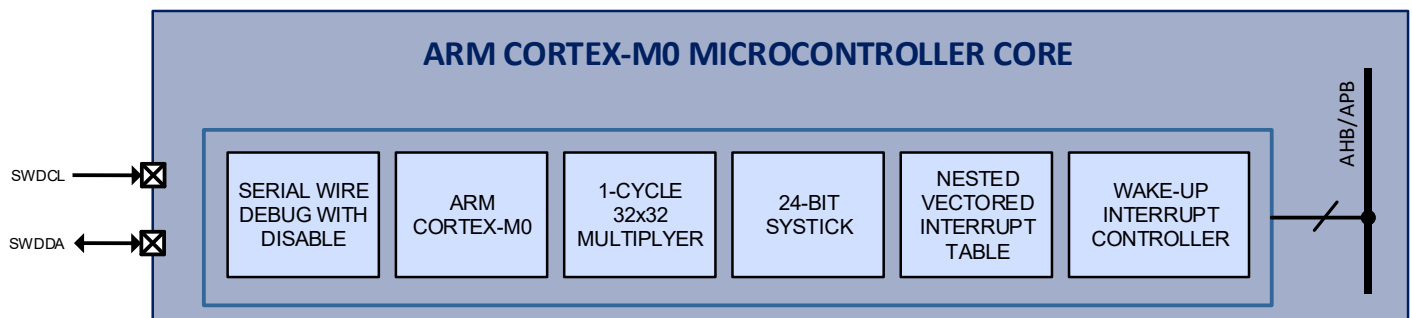 ARM CORTEX-M0 MICROCONTROLLER CORE
AHB/APB
SWDCL
SWDDA
SERIAL WIRE
DEBUG WITH
DISABLE
ARM
CORTEX-M0
1-CYCLE
32x32
MULTIPLYER
24-BIT
SYSTICK
NESTED
VECTORED
INTERRUPT
TABLE
WAKE-UP
INTERRUPT
CONTROLLER